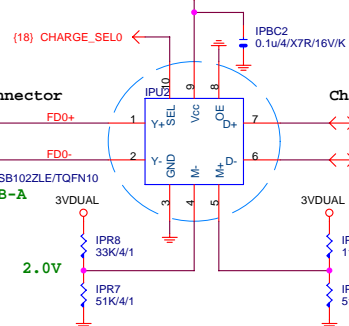 {18} CHARGE_SEL0
IPBC2
0.1u/4/X7R/16V/K
IPU2
10
9
8
SEL
Vcc
OE
nnector
Ch
FD0+
1
Y+
D+
7
FD0-
2
Y-
D-
6
GND
M-
M+
SB102ZLE/TQFN10
B-A
3
4
5
3VDUAL
3VDUAL
IPR8
33K/4/1
2.0V
IPR7
51K/4/1